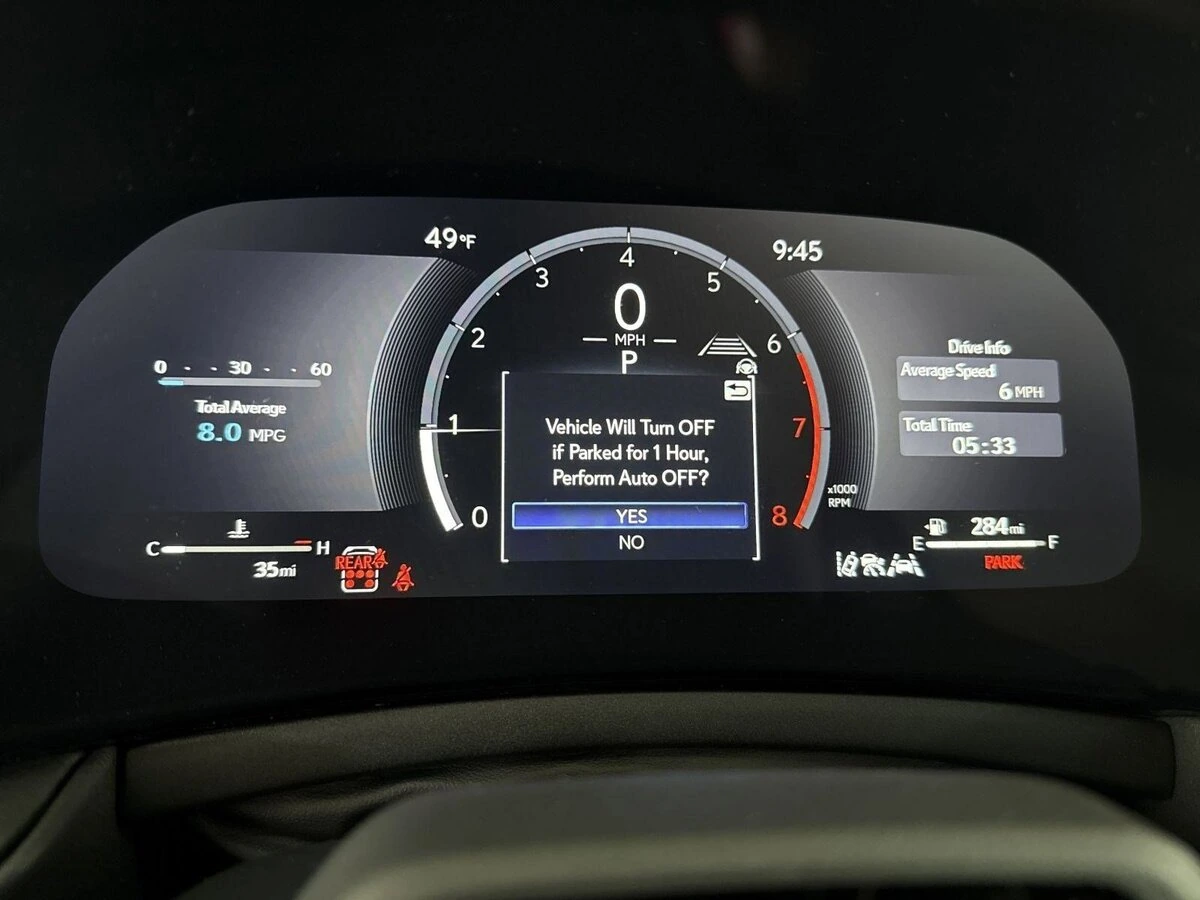 49°F
9:45
0 - - 30 - - 60
Total Average
8.0 MPG
0
1
2
3
4
5
6
7
8
x1000
RPM
0
MPH
P
Vehicle Will Turn OFF
if Parked for 1 Hour,
Perform Auto OFF?
YES
NO
Drive Info
Average Speed
6 MPH
Total Time
05:33
C H
35mi
REAR
284mi
E F
PARK